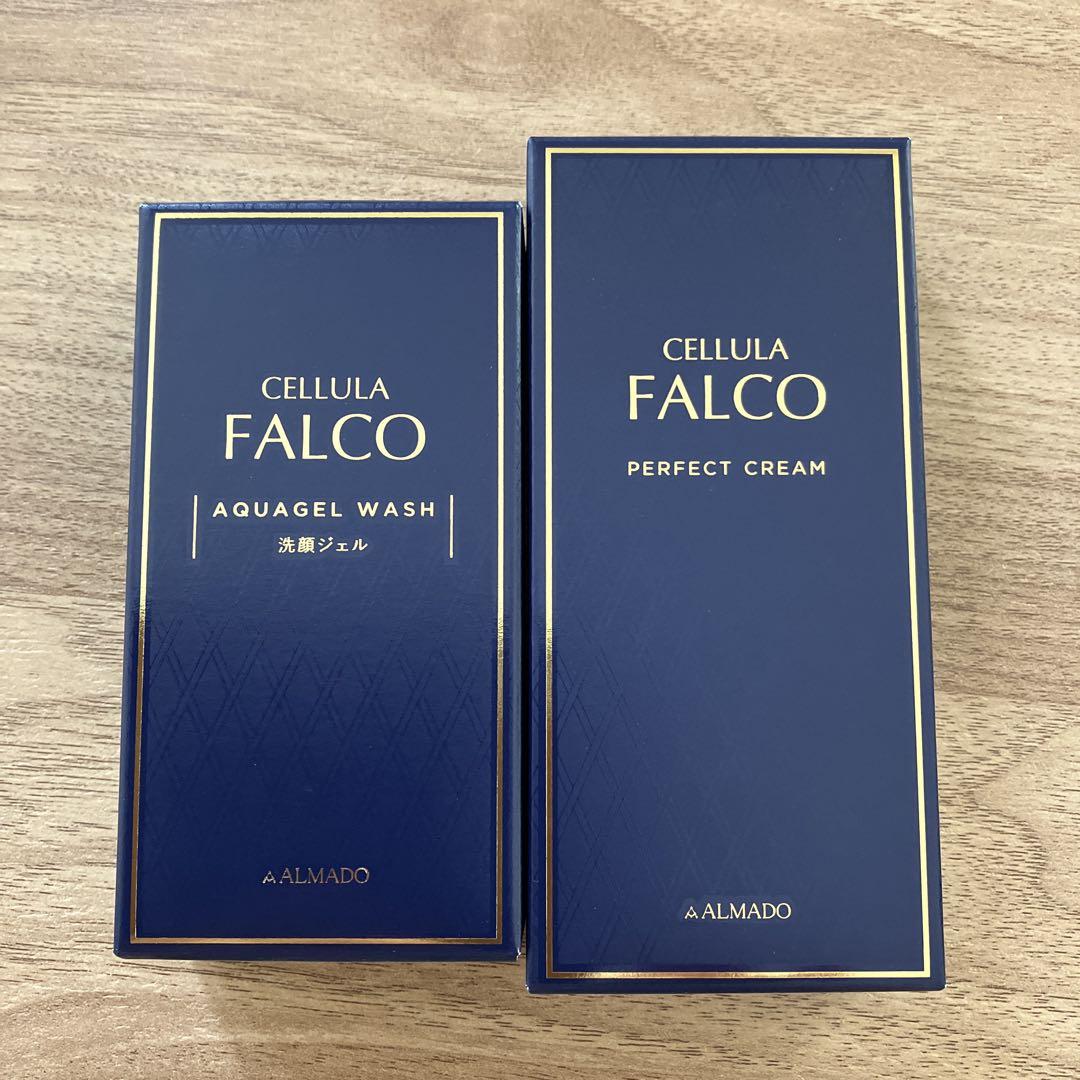 CELLULA
FALCO
AQUAGEL WASH
洗顔ジェル
ALMADO
CELLULA
FALCO
PERFECT CREAM
ALMADO